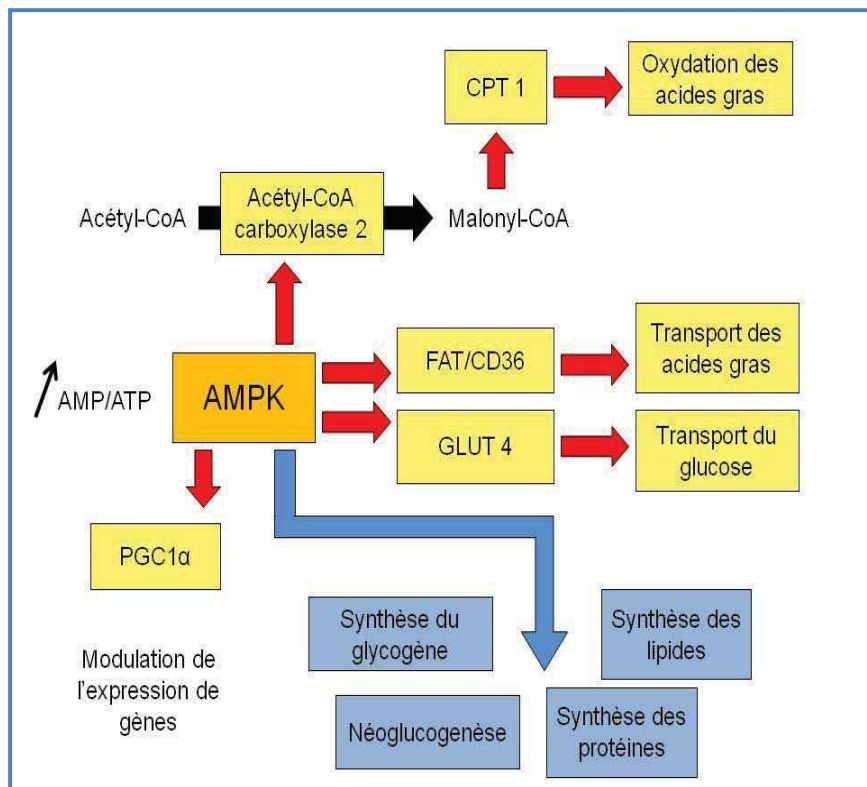 CPT 1
Oxydation des
acides gras
Acétyl-CoA
Acétyl-CoA
carboxylase 2
Malonyl-CoA
AMP/ATP
AMPK
FAT/CD36
Transport des
acides gras
GLUT 4
Transport du
glucose
PGC1α
Modulation de
l'expression de
gènes
Synthèse du
glycogène
Synthèse des
lipides
Néoglucogenèse
Synthèse des
protéines